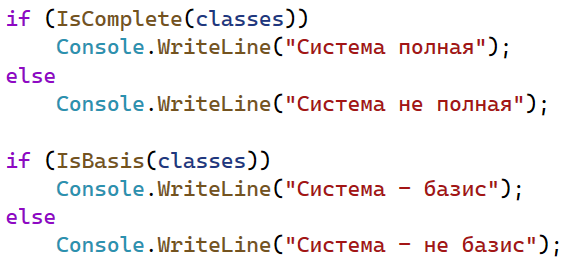 if (IsComplete(classes))
    Console.WriteLine("Система полная");
else
    Console.WriteLine("Система не полная");

if (IsBasis(classes))
    Console.WriteLine("Система – базис");
else
    Console.WriteLine("Система – не базис");